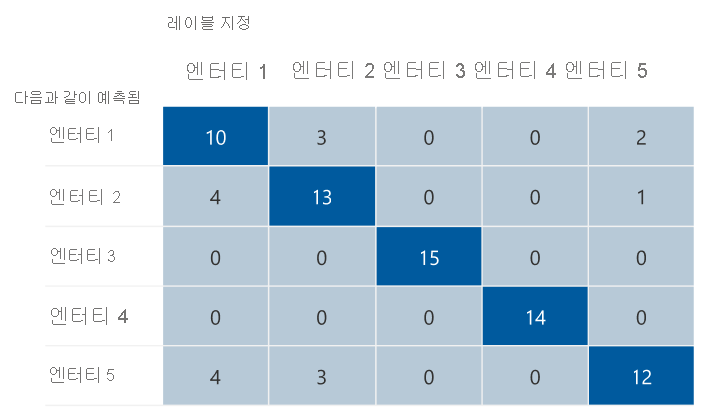 레이블 지정
엔터티 1 엔터티 2 엔터티 3 엔터티 4 엔터티 5
다음과 같이 예측됨
엔터티 1 10 3 0 0 2
엔터티 2 4 13 0 0 1
엔터티 3 0 0 15 0 0
엔터티 4 0 0 0 14 0
엔터티 5 4 3 0 0 12